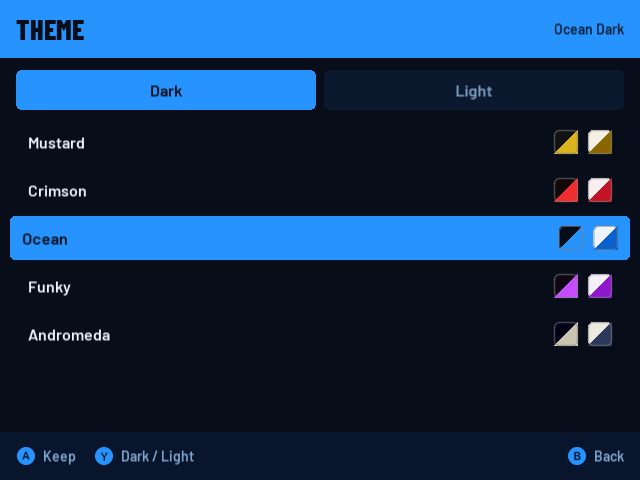 THEME
Ocean Dark
Dark
Light
Mustard
Crimson
Ocean
Funky
Andromeda
A Keep
Y Dark / Light
B Back